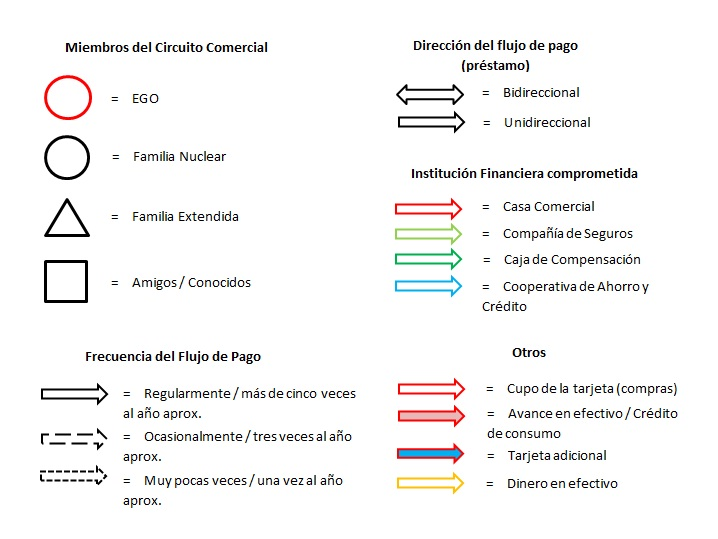 Miembros del Circuito Comercial
= EGO
= Familia Nuclear
= Familia Extendida
= Amigos / Conocidos
Dirección del flujo de pago
(préstamo)
= Bidireccional
= Unidireccional
Institución Financiera comprometida
= Casa Comercial
= Compañía de Seguros
= Caja de Compensación
= Cooperativa de Ahorro y
Crédito
Frecuencia del Flujo de Pago
= Regularmente / más de cinco veces
al año aprox.
= Ocasionalmente / tres veces al año
aprox.
= Muy pocas veces / una vez al año
aprox.
Otros
= Cupo de la tarjeta (compras)
= Avance en efectivo / Crédito
de consumo
= Tarjeta adicional
= Dinero en efectivo